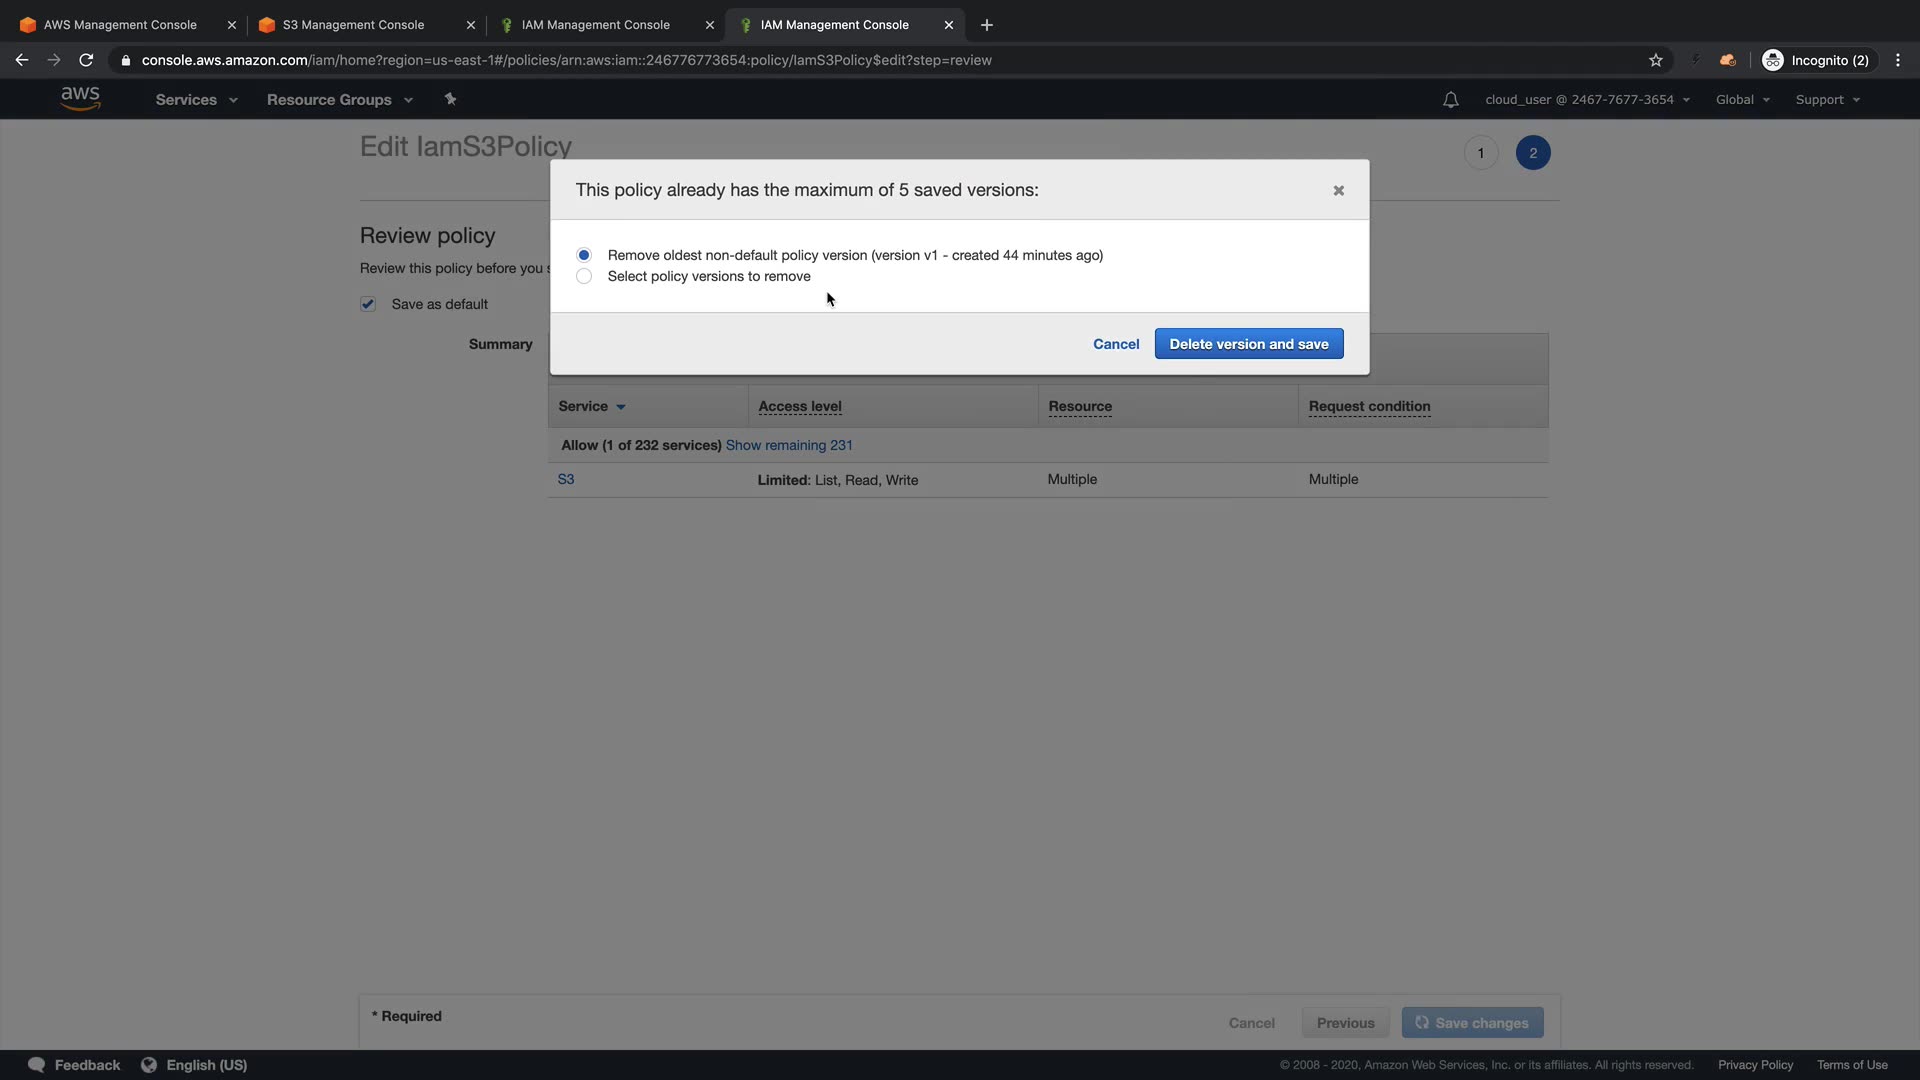 AWS Management Console
S3 Management Console
IAM Management Console
IAM Management Console
console.aws.amazon.com/iam/home?region=us-east-1#/policies/arn:aws:iam::246776773654:policy/IamS3Policy$edit?step=review
Incognito (2)
aws
Services
Resource Groups
cloud_user @ 2467-7677-3654
Global
Support
Edit IamS3Policy
1
2
This policy already has the maximum of 5 saved versions:
Review policy
Remove oldest non-default policy version (version v1 - created 44 minutes ago)
Review this policy before you s
Select policy versions to remove
Save as default
Summary
Cancel
Delete version and save
Service
Access level
Resource
Request condition
Allow (1 of 232 services) Show remaining 231
S3
Limited: List, Read, Write
Multiple
Multiple
* Required
Cancel
Previous
Save changes
Feedback
English (US)
© 2008 - 2020, Amazon Web Services, Inc. or its affiliates. All rights reserved.
Privacy Policy
Terms of Use